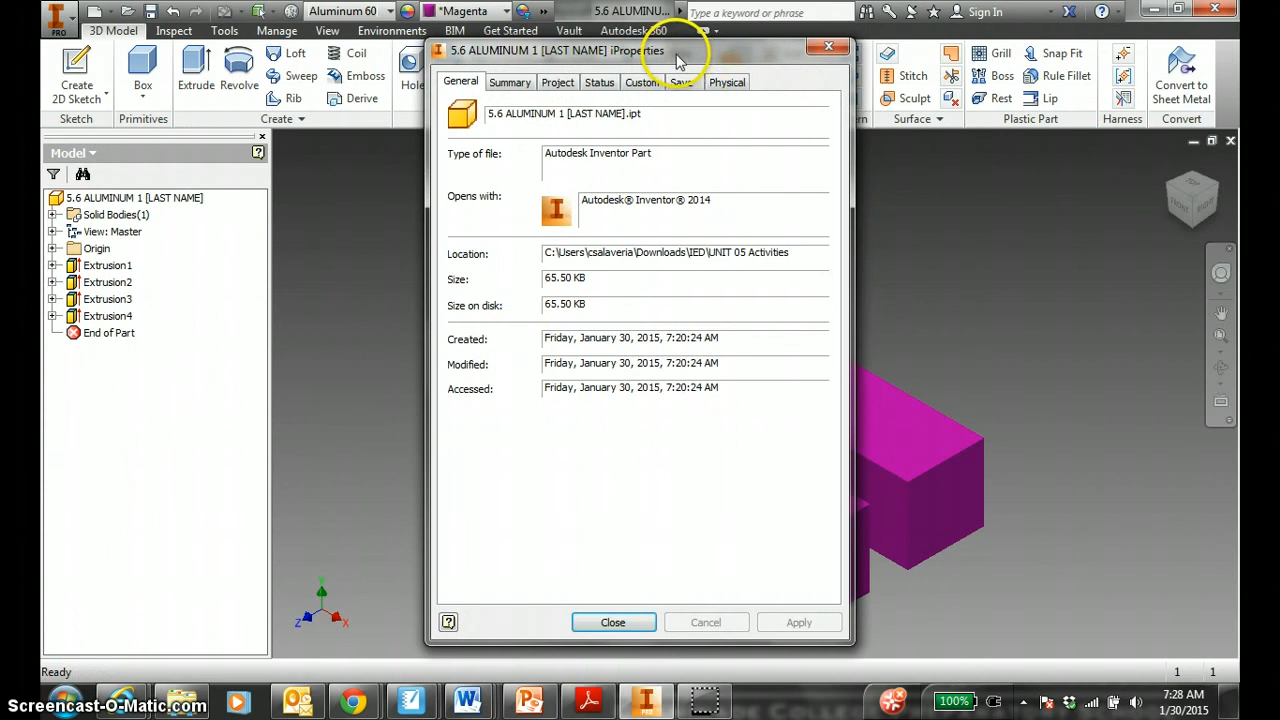 Aluminum 60
*Magenta
5.6 ALUMINU...
Type a keyword or phrase
Sign In
PRO
3D Model Inspect Tools Manage View Environments BIM Get Started Vault Autodesk 360
Create 2D Sketch
Box
Extrude Revolve
Loft
Sweep
Rib
Coil
Emboss
Derive
Stitch
Sculpt
Grill
Boss
Rest
Snap Fit
Rule Fillet
Lip
Convert to Sheet Metal
Sketch Primitives Create Surface Plastic Part Harness Convert
Model
5.6 ALUMINUM 1 [LAST NAME]
Solid Bodies(1)
View: Master
Origin
Extrusion1
Extrusion2
Extrusion3
Extrusion4
End of Part
5.6 ALUMINUM 1 [LAST NAME] iProperties
General Summary Project Status Custom Save Physical
5.6 ALUMINUM 1 [LAST NAME].ipt
Type of file: Autodesk Inventor Part
Opens with: Autodesk® Inventor® 2014
Location: C:\Users\csalaveria\Downloads\IED\UNIT 05 Activities
Size: 65.50 KB
Size on disk: 65.50 KB
Created: Friday, January 30, 2015, 7:20:24 AM
Modified: Friday, January 30, 2015, 7:20:24 AM
Accessed: Friday, January 30, 2015, 7:20:24 AM
Close Cancel Apply
TOP
FRONT
RIGHT
Y
Z
X
Ready
1 1
100%
7:28 AM
1/30/2015
Screencast-O-Matic.com